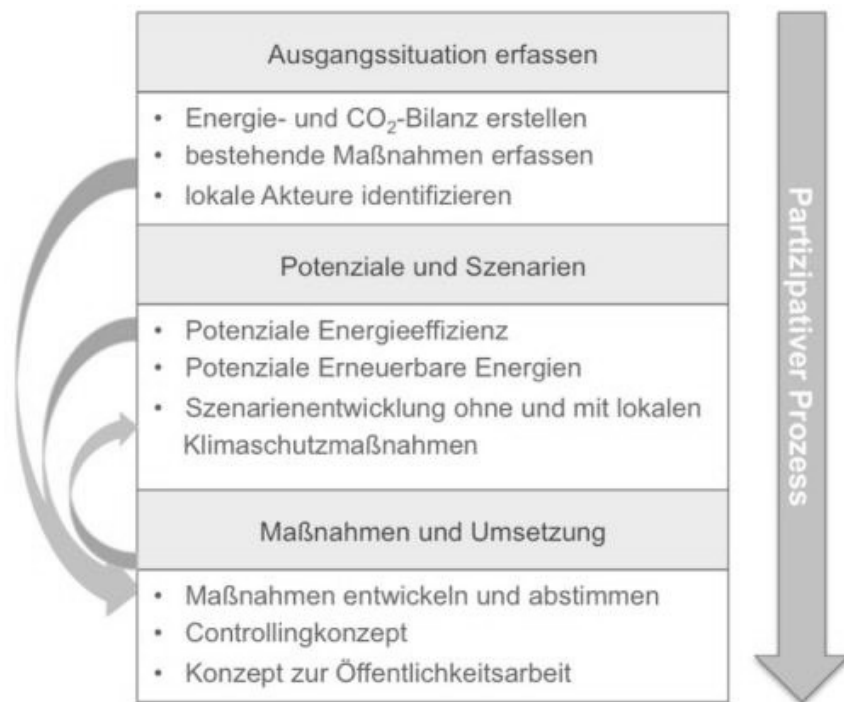 Ausgangssituation erfassen
• Energie- und CO₂-Bilanz erstellen
• bestehende Maßnahmen erfassen
• lokale Akteure identifizieren
Potenziale und Szenarien
• Potenziale Energieeffizienz
• Potenziale Erneuerbare Energien
• Szenarienentwicklung ohne und mit lokalen
Klimaschutzmaßnahmen
Maßnahmen und Umsetzung
• Maßnahmen entwickeln und abstimmen
• Controllingkonzept
• Konzept zur Öffentlichkeitsarbeit
Partizipativer Prozess